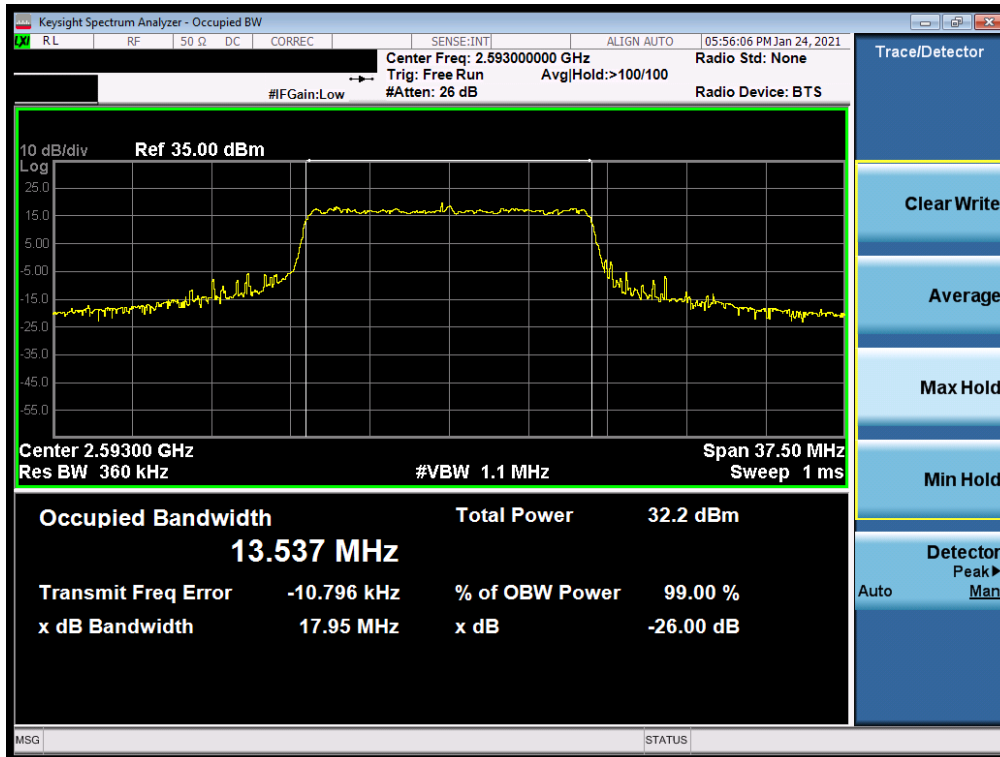 Keysight Spectrum Analyzer - Occupied BW
LXI RL RF 50 Ω DC CORREC SENSE:INT ALIGN AUTO 05:56:06 PM Jan 24, 2021
Center Freq: 2.593000000 GHz Radio Std: None
Trig: Free Run Avg|Hold:>100/100
#IFGain:Low #Atten: 26 dB Radio Device: BTS
10 dB/div Ref 35.00 dBm
Log
25.0
15.0
5.00
-5.00
-15.0
-25.0
-35.0
-45.0
-55.0
Center 2.59300 GHz Span 37.50 MHz
Res BW 360 kHz #VBW 1.1 MHz Sweep 1 ms
Occupied Bandwidth Total Power 32.2 dBm
13.537 MHz
Transmit Freq Error -10.796 kHz % of OBW Power 99.00 %
x dB Bandwidth 17.95 MHz x dB -26.00 dB
MSG STATUS
Trace/Detector
Clear Write
Average
Max Hold
Min Hold
Detector
Peak▶
Auto Man